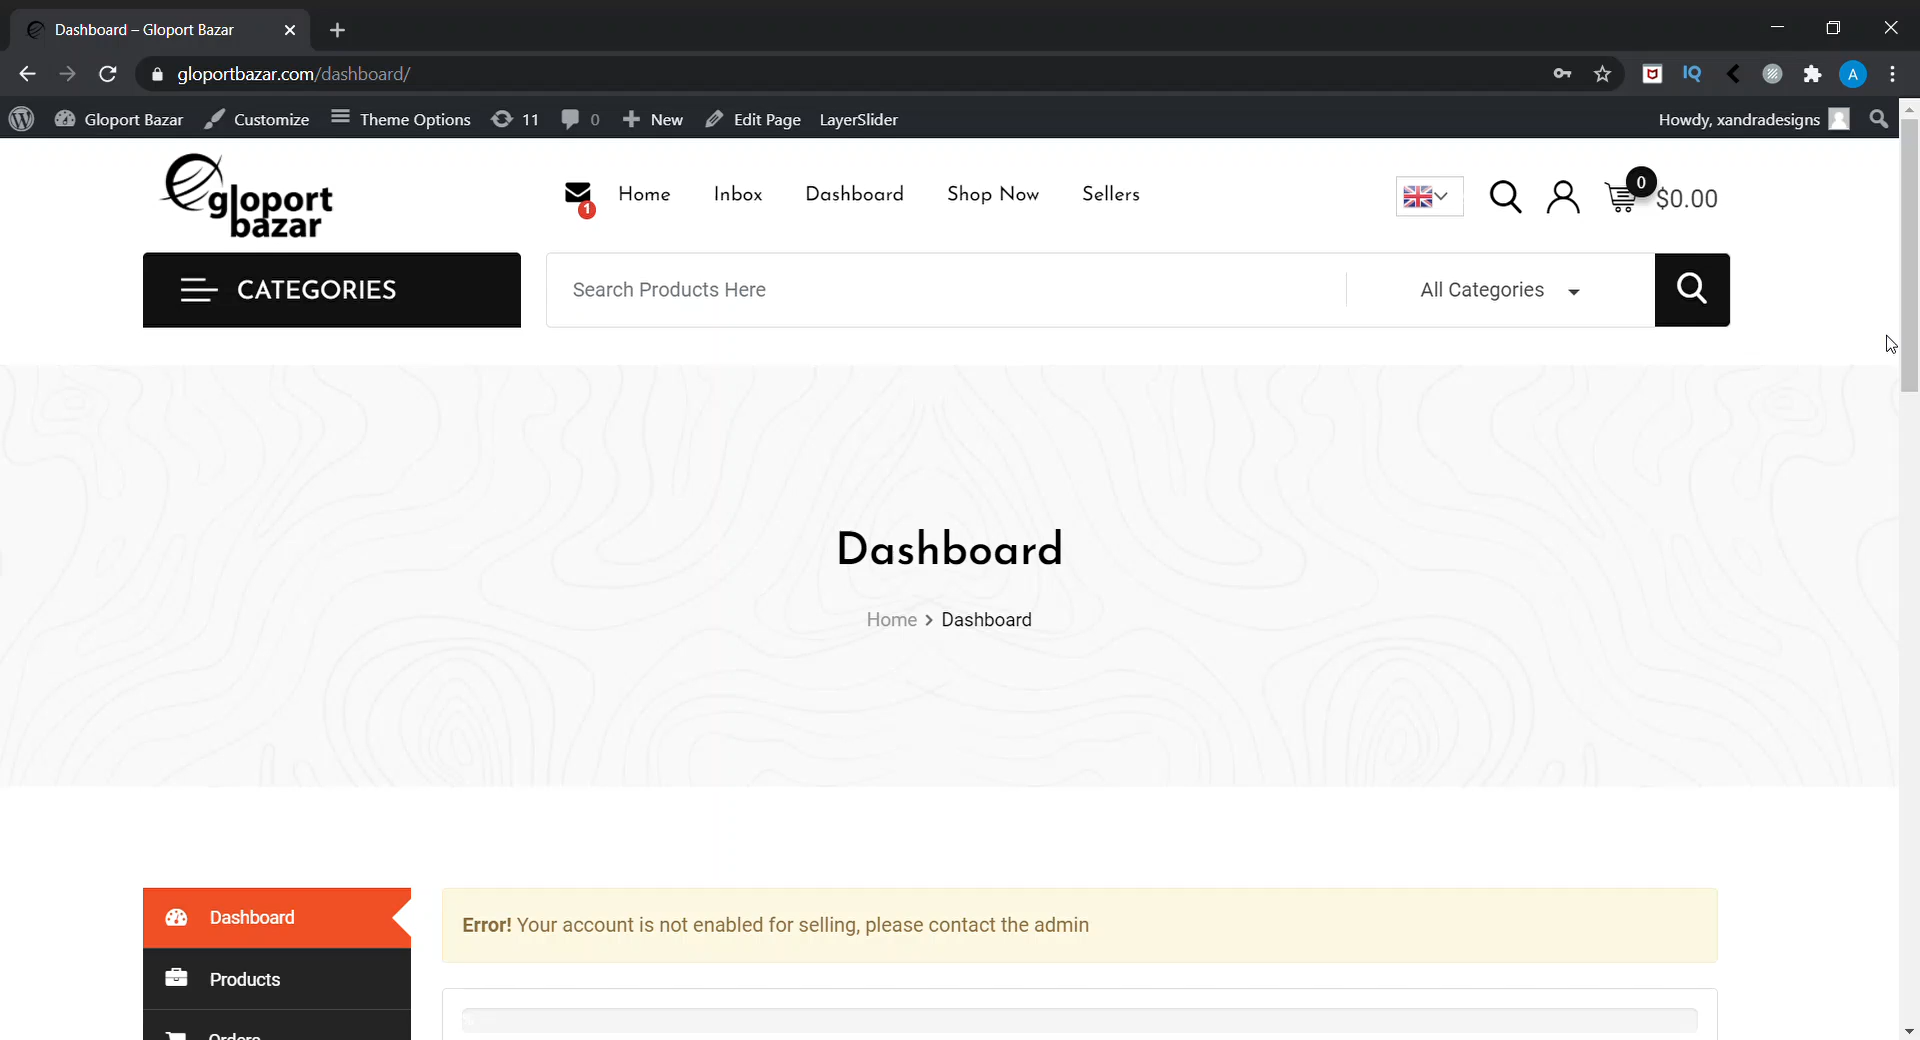 Dashboard – Gloport Bazar
gloportbazar.com/dashboard/
IQ
A
Gloport Bazar
Customize
Theme Options
11
0
New
Edit Page
LayerSlider
Howdy, xandradesigns
gloport
bazar
1
Home
Inbox
Dashboard
Shop Now
Sellers
0
$0.00
CATEGORIES
Search Products Here
All Categories
Dashboard
Home > Dashboard
Dashboard
Error! Your account is not enabled for selling, please contact the admin
Products
Orders